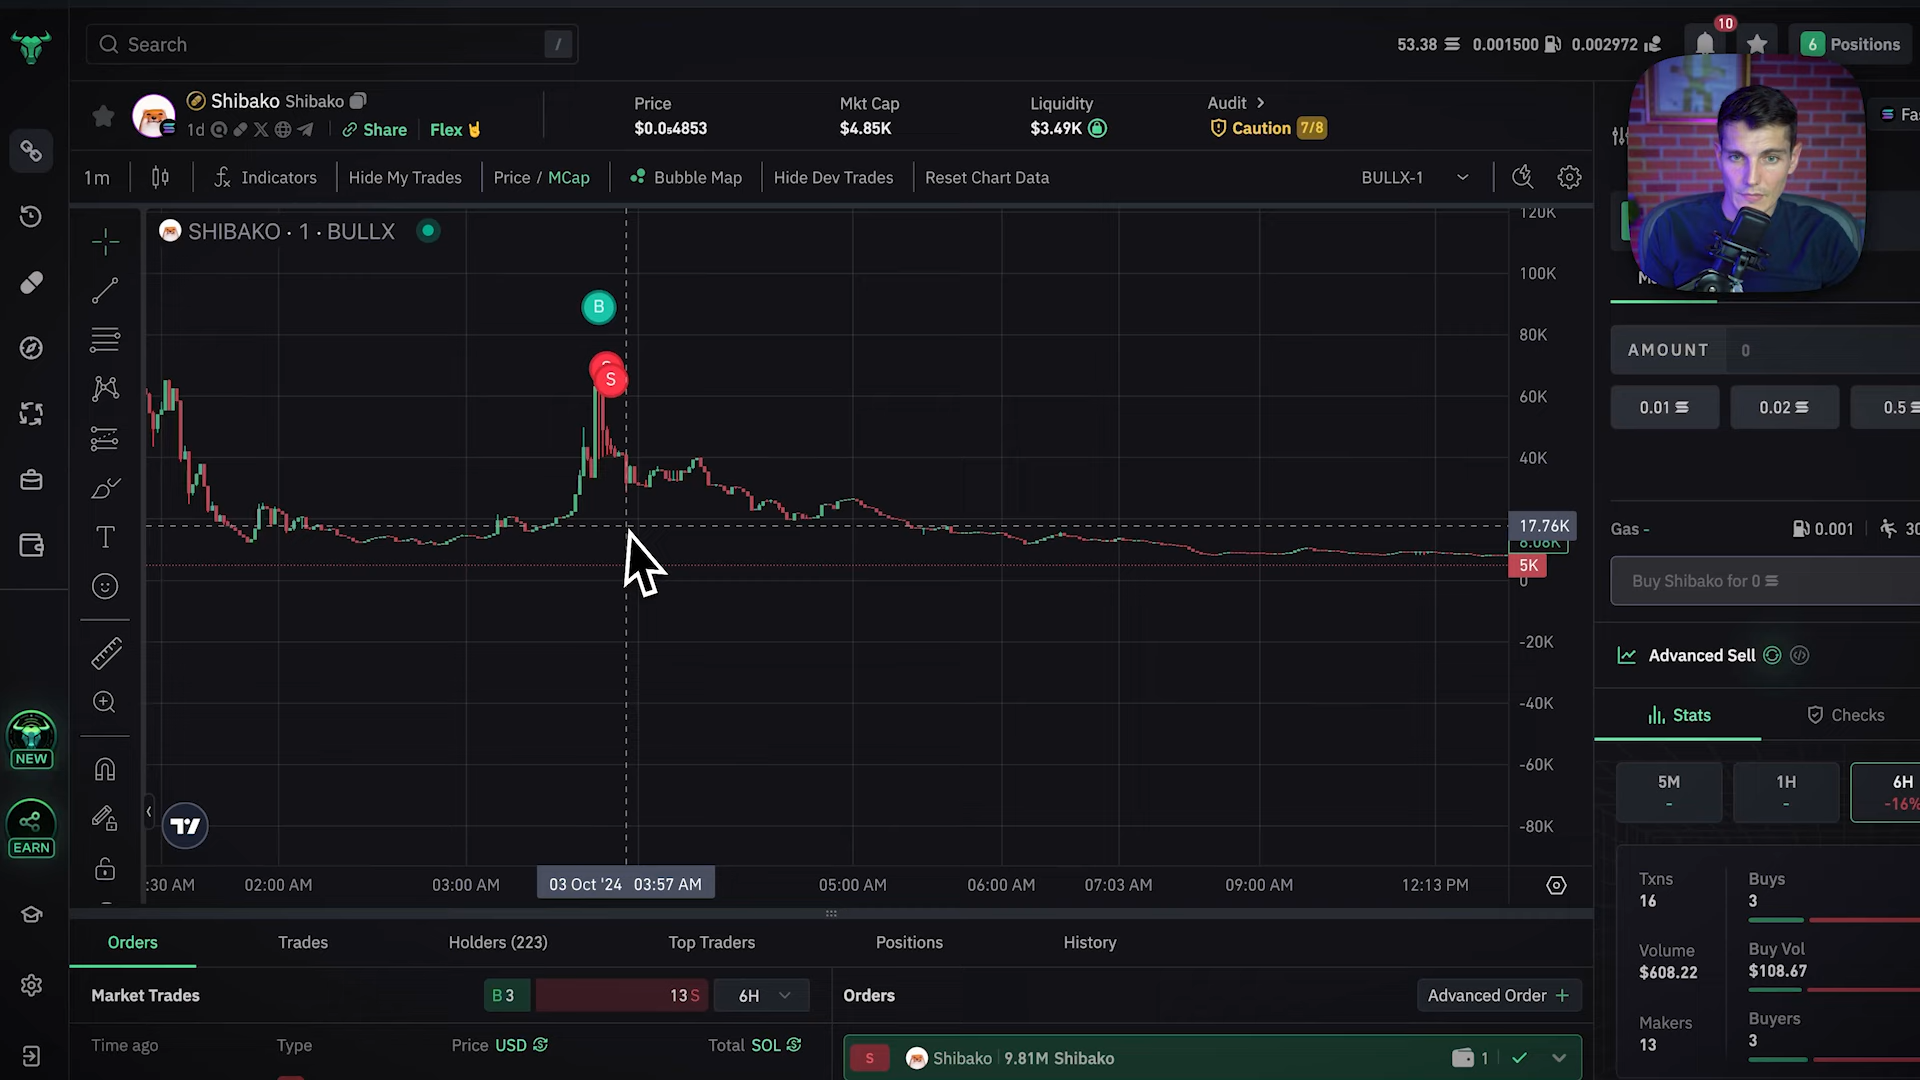 Search /
53.38 0.001500 0.002972 10 6 Positions
Shibako Shibako
1d Share Flex
Price
$0.0₅4853
Mkt Cap
$4.85K
Liquidity
$3.49K
Audit >
Caution 7/8
1m Indicators Hide My Trades Price / MCap Bubble Map Hide Dev Trades Reset Chart Data BULLX-1
SHIBAKO · 1 · BULLX
B
S
120K
100K
80K
60K
40K
17.76K
5K
0
-20K
-40K
-60K
-80K
:30 AM 02:00 AM 03:00 AM 03 Oct '24 03:57 AM 05:00 AM 06:00 AM 07:03 AM 09:00 AM 12:13 PM
NEW
EARN
AMOUNT 0
0.01 0.02 0.5
Gas - 0.001 30
Buy Shibako for 0
Advanced Sell
Stats Checks
5M
-
1H
-
6H
-16%
Txns
16
Buys
3
Volume
$608.22
Buy Vol
$108.67
Makers
13
Buyers
3
Orders Trades Holders (223) Top Traders Positions History
Market Trades B 3 13 S 6H
Orders Advanced Order +
Time ago Type Price USD Total SOL
S Shibako 9.81M Shibako 1